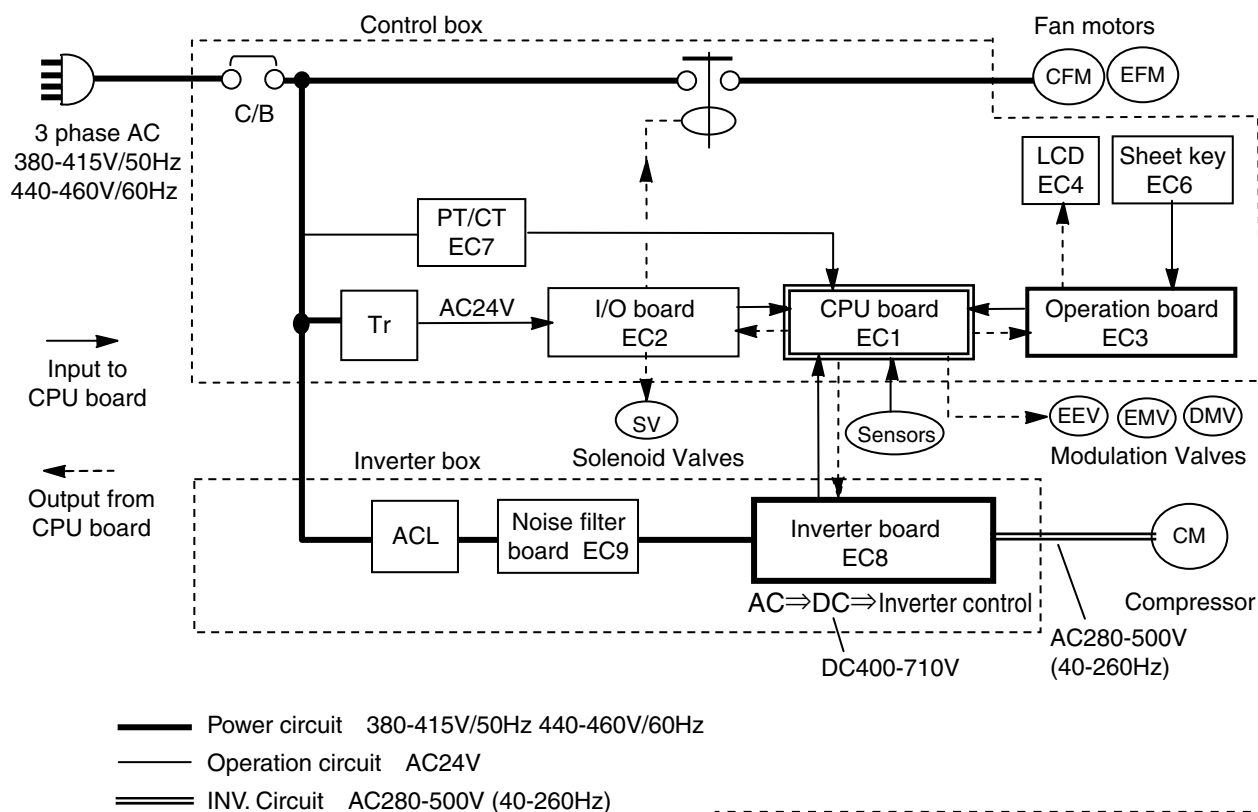 Control box
Fan motors
CFM
EFM
C/B
3 phase AC
380-415V/50Hz
440-460V/60Hz
LCD
EC4
Sheet key
EC6
PT/CT
EC7
Tr
AC24V
I/O board
EC2
CPU board
EC1
Operation board
EC3
Input to
CPU board
SV
Solenoid Valves
Sensors
EEV
EMV
DMV
Modulation Valves
Output from
CPU board
Inverter box
ACL
Noise filter
board EC9
Inverter board
EC8
CM
AC⇒DC⇒Inverter control
Compressor
DC400-710V
AC280-500V
(40-260Hz)
Power circuit 380-415V/50Hz 440-460V/60Hz
Operation circuit AC24V
INV. Circuit AC280-500V (40-260Hz)